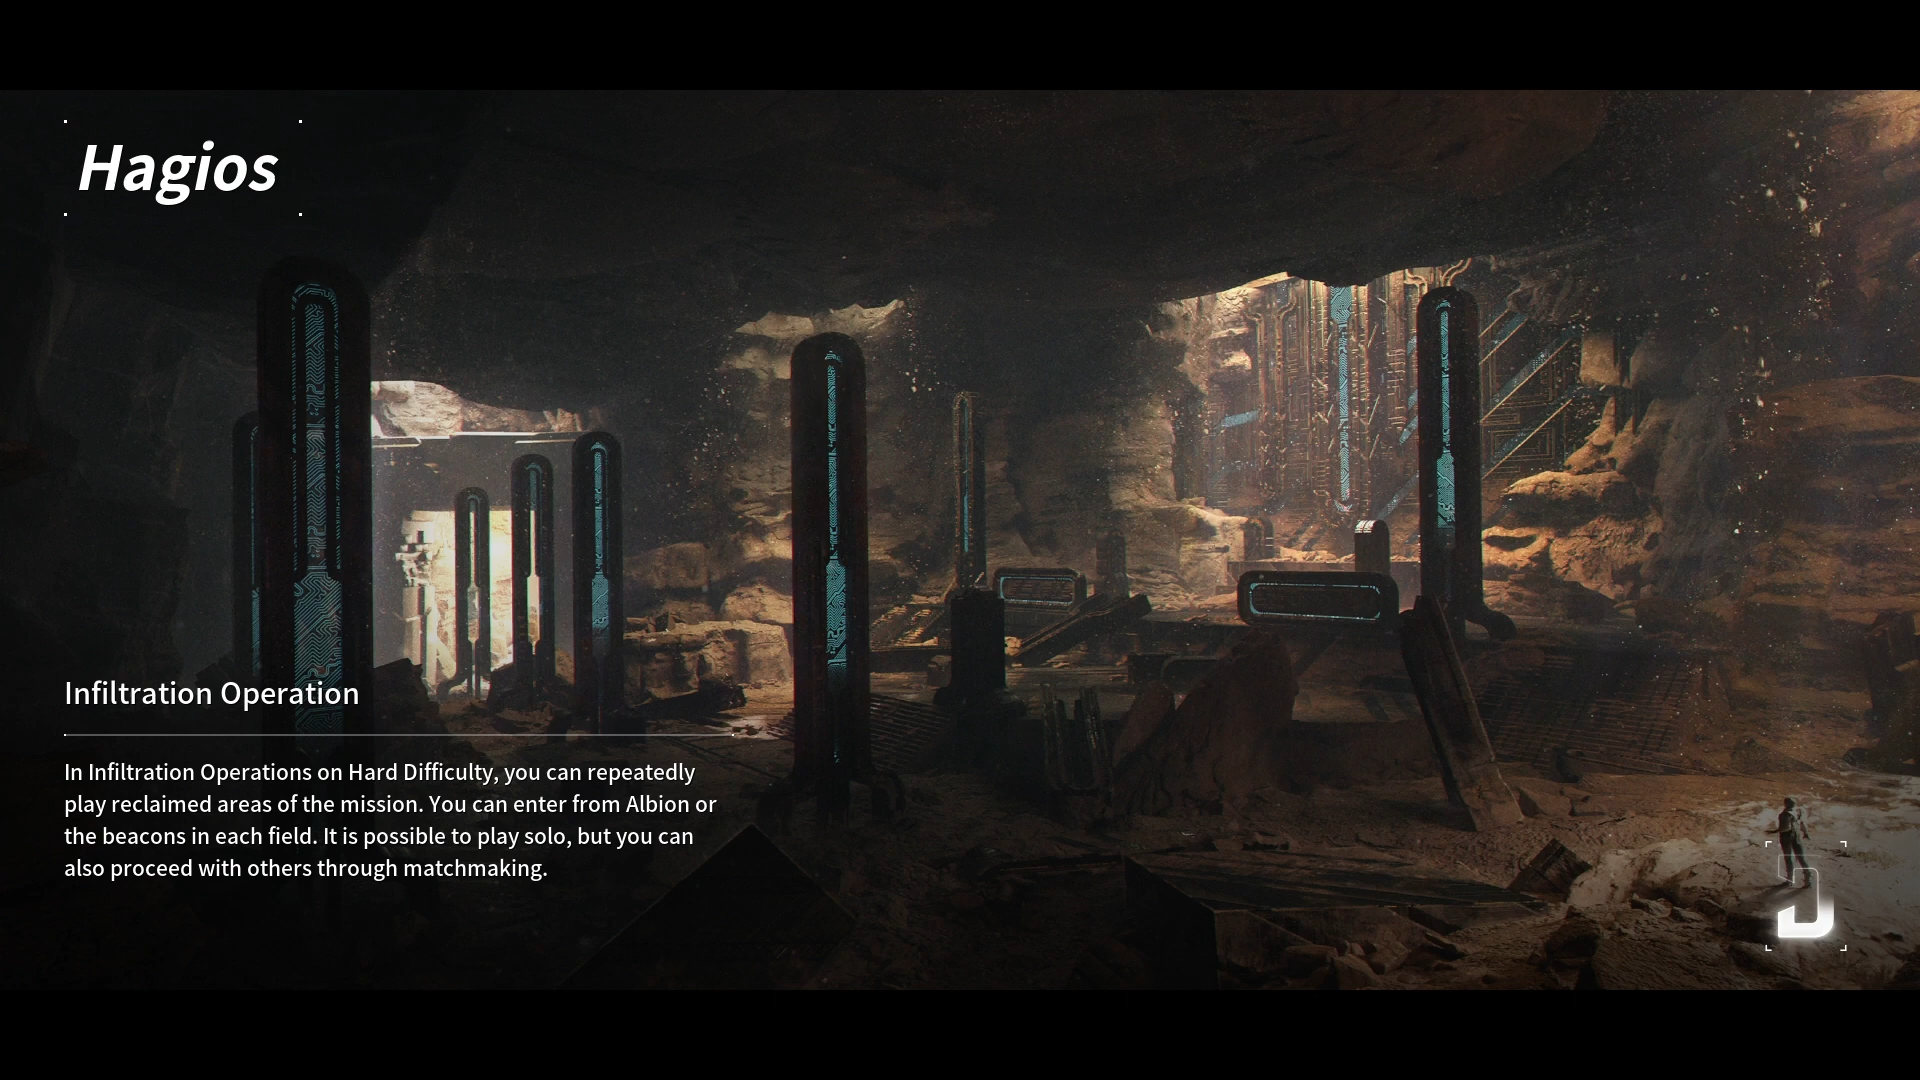 Hagios
Infiltration Operation
In Infiltration Operations on Hard Difficulty, you can repeatedly
play reclaimed areas of the mission. You can enter from Albion or
the beacons in each field. It is possible to play solo, but you can
also proceed with others through matchmaking.